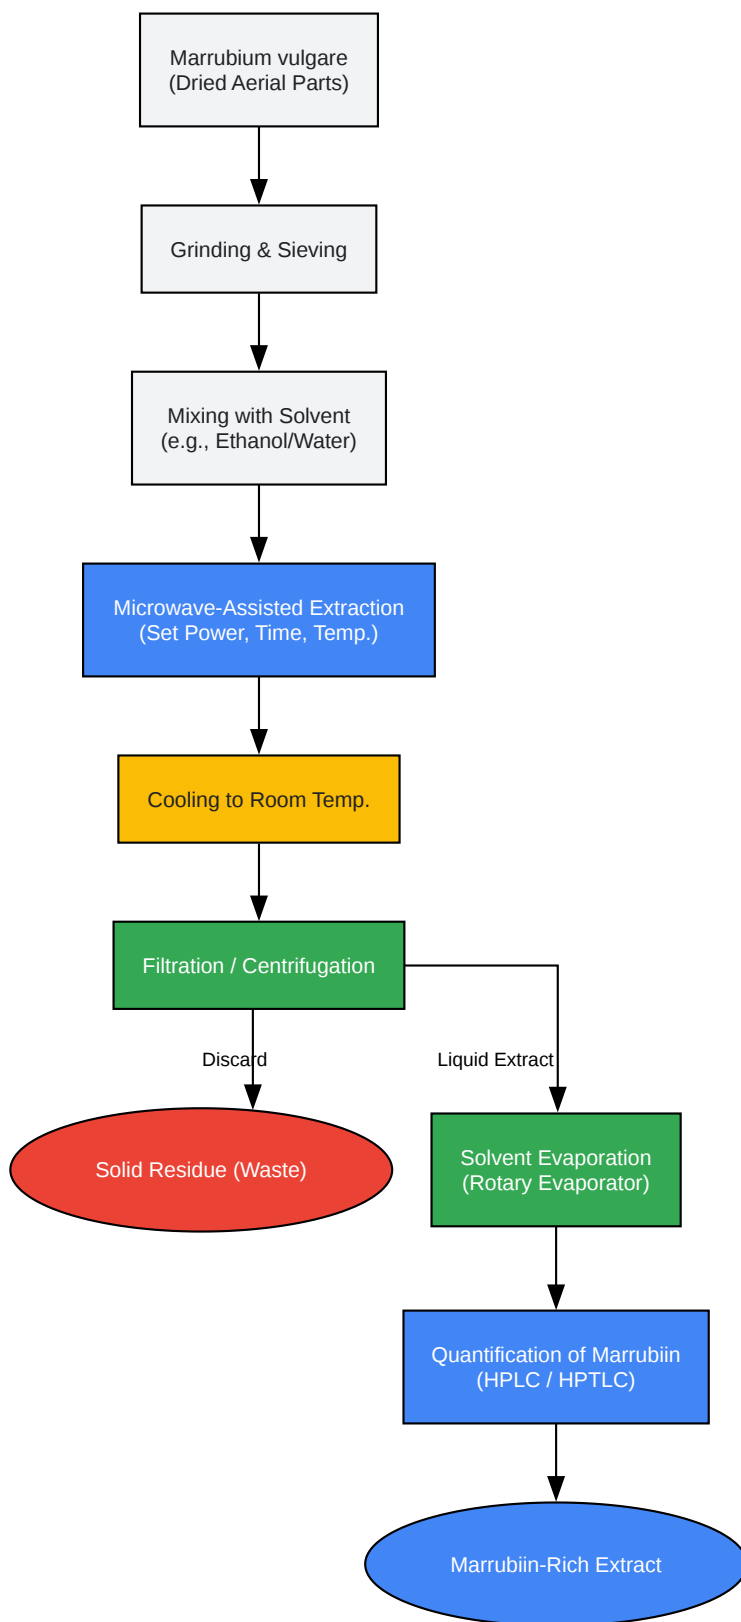 Marrubium vulgare
(Dried Aerial Parts)
Grinding & Sieving
Mixing with Solvent
(e.g., Ethanol/Water)
Microwave-Assisted Extraction
(Set Power, Time, Temp.)
Cooling to Room Temp.
Filtration / Centrifugation
Discard
Liquid Extract
Solid Residue (Waste)
Solvent Evaporation
(Rotary Evaporator)
Quantification of Marrubiin
(HPLC / HPTLC)
Marrubiin-Rich Extract